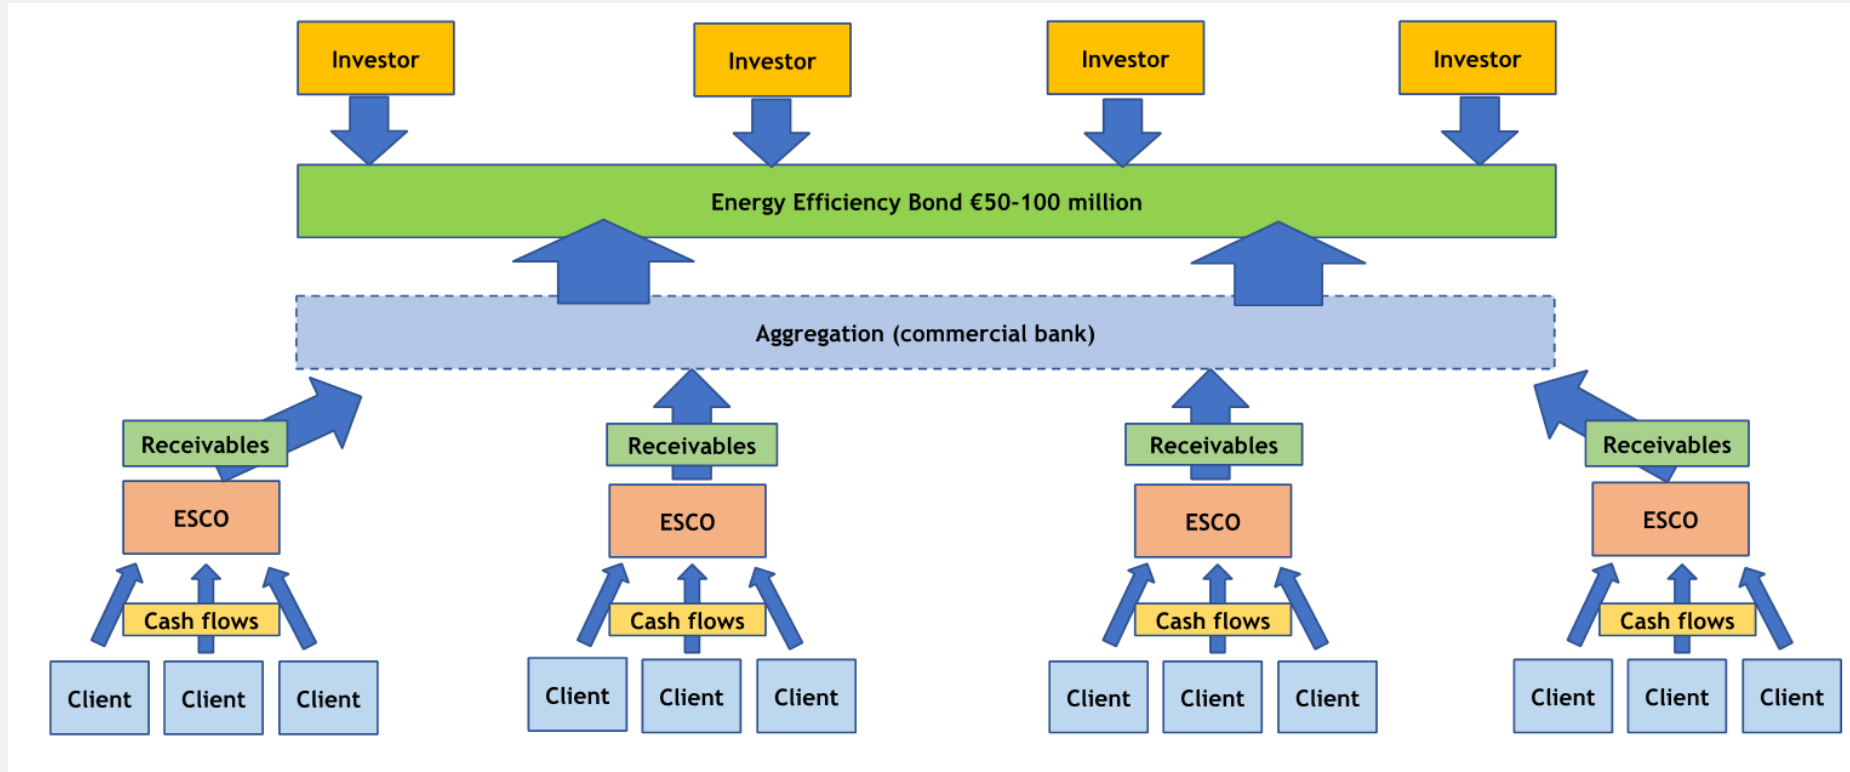 Investor
Investor
Investor
Investor
Energy Efficiency Bond €50-100 million
Aggregation (commercial bank)
Receivables
Receivables
Receivables
Receivables
ESCO
ESCO
ESCO
ESCO
Cash flows
Cash flows
Cash flows
Cash flows
Client
Client
Client
Client
Client
Client
Client
Client
Client
Client
Client
Client